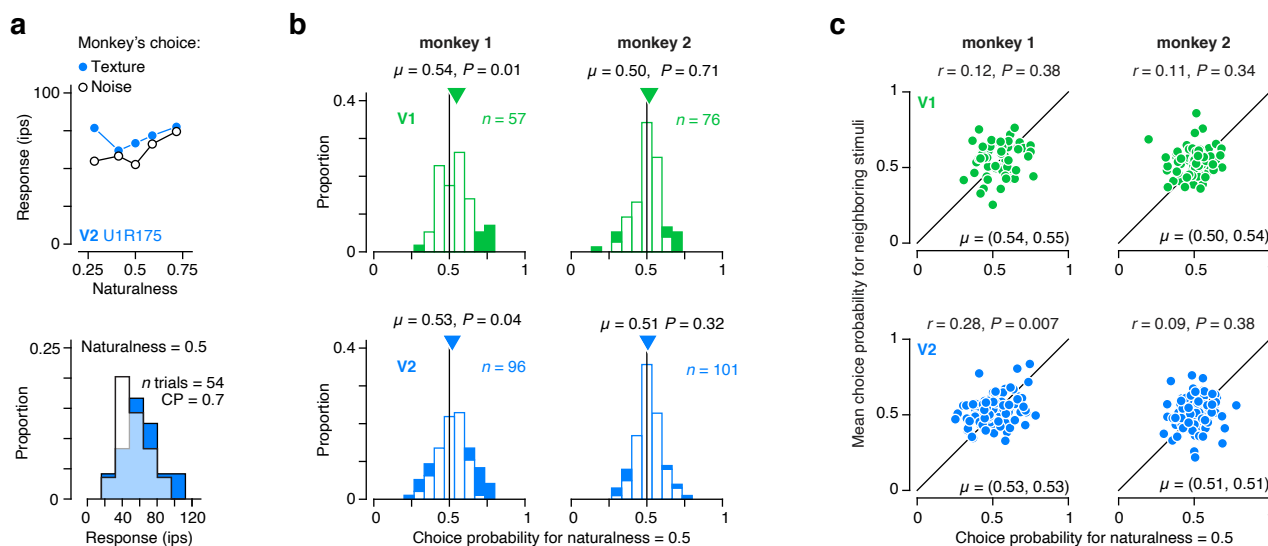 a
Monkey's choice:
Texture
Noise
100
0
Response (ips)
V2 U1R175
0.25 0.5 0.75
Naturalness
0.25
0
Proportion
Naturalness = 0.5
n trials = 54
CP = 0.7
0 40 80 120
Response (ips)
b
monkey 1 monkey 2
μ = 0.54, P = 0.01 μ = 0.50, P = 0.71
0.4
0
Proportion
V1
n = 57
n = 76
0 0.5 1 0 0.5 1
μ = 0.53, P = 0.04 μ = 0.51 P = 0.32
0.4
0
Proportion
V2
n = 96
n = 101
0 0.5 1 0 0.5 1
Choice probability for naturalness = 0.5
c
monkey 1 monkey 2
r = 0.12, P = 0.38 r = 0.11, P = 0.34
Mean choice probability for neighboring stimuli
1
0.5
0
V1
μ = (0.54, 0.55) μ = (0.50, 0.54)
0 0.5 1 0 0.5 1
r = 0.28, P = 0.007 r = 0.09, P = 0.38
1
0.5
0
V2
μ = (0.53, 0.53) μ = (0.51, 0.51)
0 0.5 1 0 0.5 1
Choice probability for naturalness = 0.5